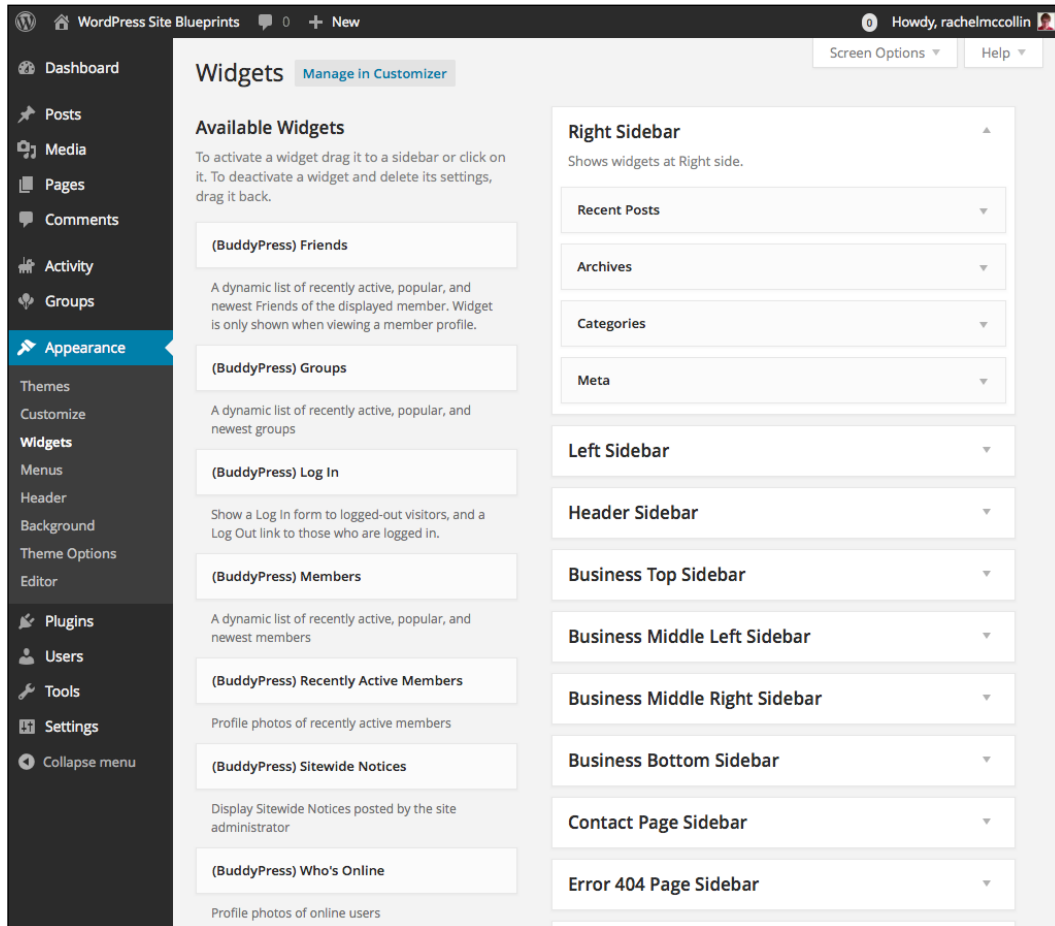 WordPress Site Blueprints 0 New
0 Howdy, rachelmccollin
Screen Options
Help
Dashboard
Posts
Media
Pages
Comments
Activity
Groups
Appearance
Themes
Customize
Widgets
Menus
Header
Background
Theme Options
Editor
Plugins
Users
Tools
Settings
Collapse menu
Widgets Manage in Customizer
Available Widgets
To activate a widget drag it to a sidebar or click on
it. To deactivate a widget and delete its settings,
drag it back.
(BuddyPress) Friends
A dynamic list of recently active, popular, and
newest Friends of the displayed member. Widget
is only shown when viewing a member profile.
(BuddyPress) Groups
A dynamic list of recently active, popular, and
newest groups
(BuddyPress) Log In
Show a Log In form to logged-out visitors, and a
Log Out link to those who are logged in.
(BuddyPress) Members
A dynamic list of recently active, popular, and
newest members
(BuddyPress) Recently Active Members
Profile photos of recently active members
(BuddyPress) Sitewide Notices
Display Sitewide Notices posted by the site
administrator
(BuddyPress) Who's Online
Profile photos of online users
Right Sidebar
Shows widgets at Right side.
Recent Posts
Archives
Categories
Meta
Left Sidebar
Header Sidebar
Business Top Sidebar
Business Middle Left Sidebar
Business Middle Right Sidebar
Business Bottom Sidebar
Contact Page Sidebar
Error 404 Page Sidebar